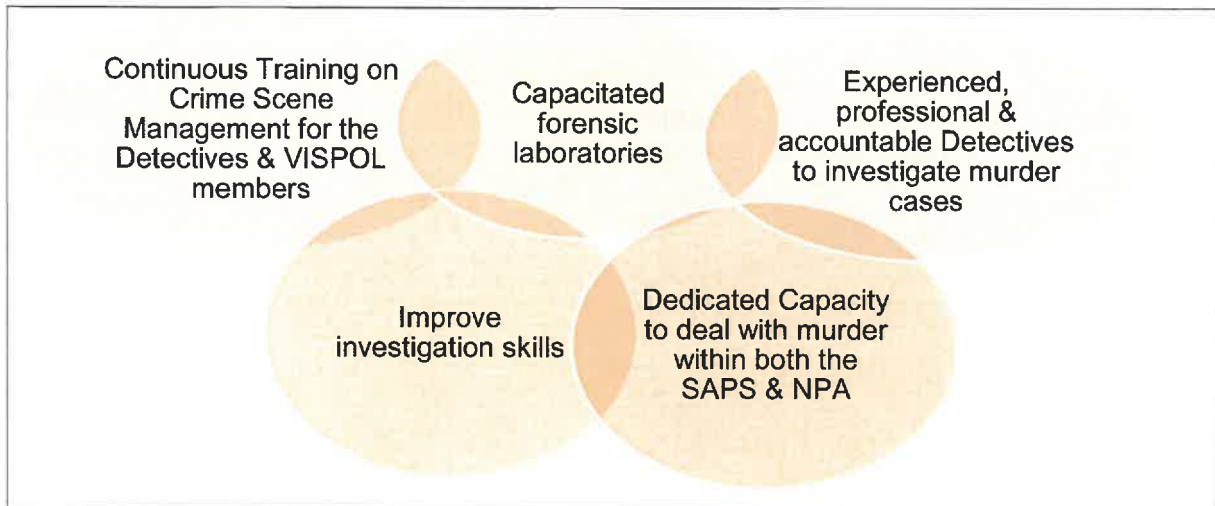 Continuous Training on
Crime Scene
Management for the
Detectives & VISPOL
members
Capacitated
forensic
laboratories
Experienced,
professional &
accountable Detectives
to investigate murder
cases
Improve
investigation skills
Dedicated Capacity
to deal with murder
within both the
SAPS & NPA